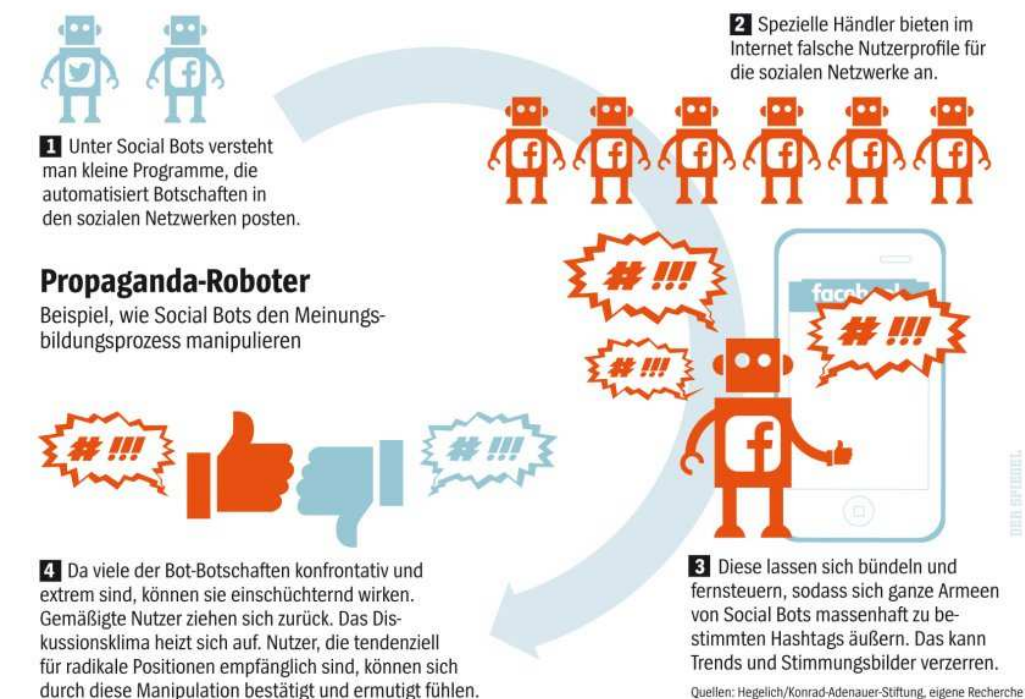 1 Unter Social Bots versteht
man kleine Programme, die
automatisiert Botschaften in
den sozialen Netzwerken posten.
2 Spezielle Händler bieten im
Internet falsche Nutzerprofile für
die sozialen Netzwerke an.
Propaganda-Roboter
Beispiel, wie Social Bots den Meinungs-
bildungsprozess manipulieren
# !!!
# !!!
facebook
# !!!
# !!!
# !!!
3 Diese lassen sich bündeln und
fernsteuern, sodass sich ganze Armeen
von Social Bots massenhaft zu be-
stimmten Hashtags äußern. Das kann
Trends und Stimmungsbilder verzerren.
4 Da viele der Bot-Botschaften konfrontativ und
extrem sind, können sie einschüchternd wirken.
Gemäßigte Nutzer ziehen sich zurück. Das Dis-
kussionsklima heizt sich auf. Nutzer, die tendenziell
für radikale Positionen empfänglich sind, können sich
durch diese Manipulation bestätigt und ermutigt fühlen.
Quellen: Hegelich/Konrad-Adenauer-Stiftung, eigene Recherche
DER SPIEGEL